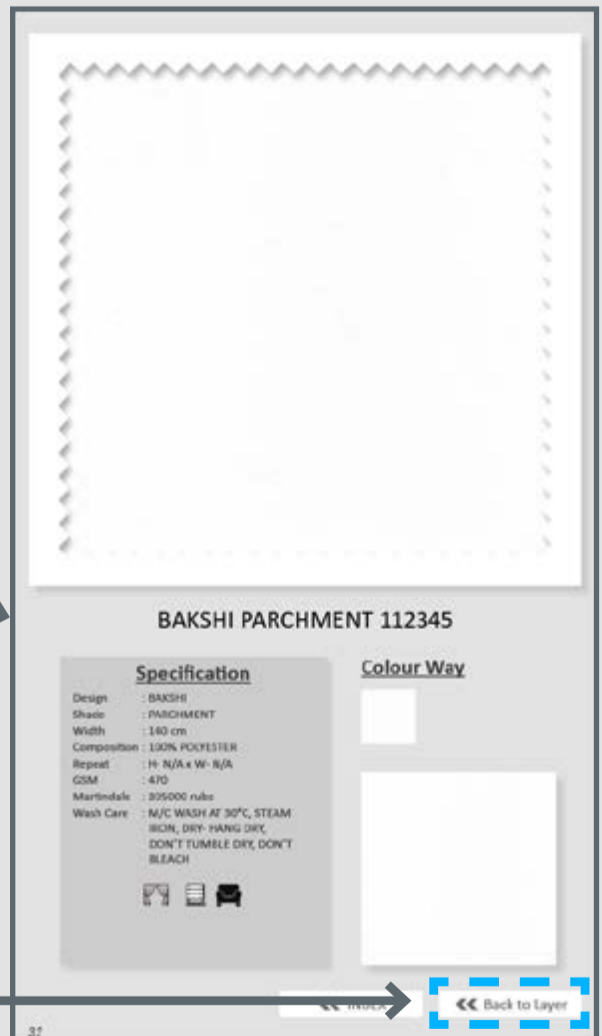 BAKSHI PARCHMENT 112345
Specification
Design : BAKSHI
Shade : PARCHMENT
Width : 140 cm
Composition : 100% POLYESTER
Repeat : H- N/A x W- N/A
GSM : 470
Martindale : 305000 rubs
Wash Care : M/C WASH AT 30°C, STEAM
IRON, DRY- HANG DRY,
DON'T TUMBLE DRY, DON'T
BLEACH
Colour Way
INDEX
Back to Layer
31